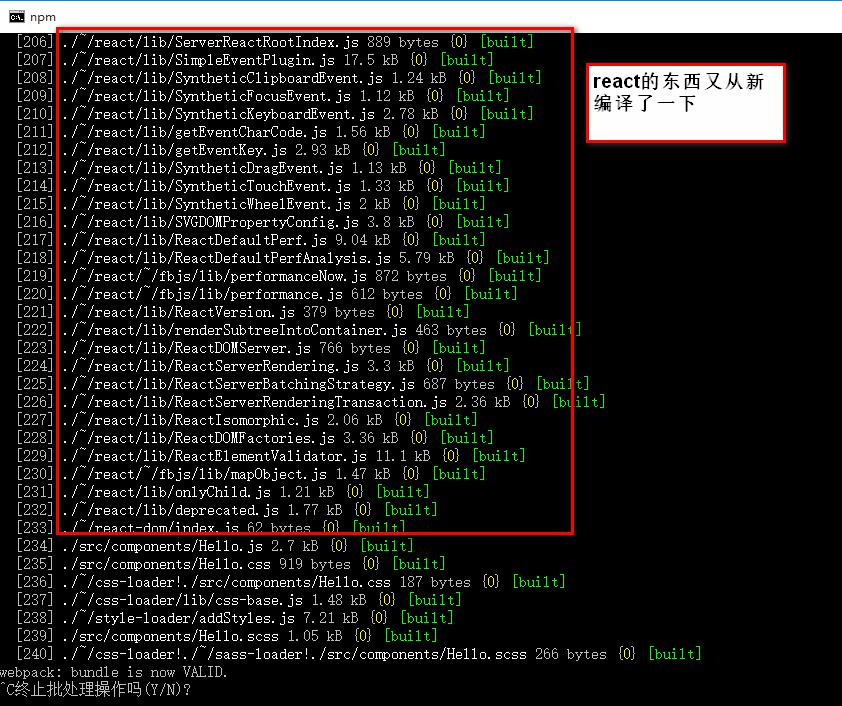 npm
[206] ./~/react/lib/ServerReactRootIndex.js 889 bytes {0} [built]
[207] ./~/react/lib/SimpleEventPlugin.js 17.5 kB {0} [built]
[208] ./~/react/lib/SyntheticClipboardEvent.js 1.24 kB {0} [built]
[209] ./~/react/lib/SyntheticFocusEvent.js 1.12 kB {0} [built]
[210] ./~/react/lib/SyntheticKeyboardEvent.js 2.78 kB {0} [built]
[211] ./~/react/lib/getEventCharCode.js 1.56 kB {0} [built]
[212] ./~/react/lib/getEventKey.js 2.93 kB {0} [built]
[213] ./~/react/lib/SyntheticDragEvent.js 1.13 kB {0} [built]
[214] ./~/react/lib/SyntheticTouchEvent.js 1.33 kB {0} [built]
[215] ./~/react/lib/SyntheticWheelEvent.js 2 kB {0} [built]
[216] ./~/react/lib/SVGDOMPropertyConfig.js 3.8 kB {0} [built]
[217] ./~/react/lib/ReactDefaultPerf.js 9.04 kB {0} [built]
[218] ./~/react/lib/ReactDefaultPerfAnalysis.js 5.79 kB {0} [built]
[219] ./~/react/~/fbjs/lib/performanceNow.js 872 bytes {0} [built]
[220] ./~/react/~/fbjs/lib/performance.js 612 bytes {0} [built]
[221] ./~/react/lib/ReactVersion.js 379 bytes {0} [built]
[222] ./~/react/lib/renderSubtreeIntoContainer.js 463 bytes {0} [built]
[223] ./~/react/lib/ReactDOMServer.js 766 bytes {0} [built]
[224] ./~/react/lib/ReactServerRendering.js 3.3 kB {0} [built]
[225] ./~/react/lib/ReactServerBatchingStrategy.js 687 bytes {0} [built]
[226] ./~/react/lib/ReactServerRenderingTransaction.js 2.36 kB {0} [built]
[227] ./~/react/lib/ReactIsomorphic.js 2.06 kB {0} [built]
[228] ./~/react/lib/ReactDOMFactories.js 3.36 kB {0} [built]
[229] ./~/react/lib/ReactElementValidator.js 11.1 kB {0} [built]
[230] ./~/react/~/fbjs/lib/mapObject.js 1.47 kB {0} [built]
[231] ./~/react/lib/onlyChild.js 1.21 kB {0} [built]
[232] ./~/react/lib/deprecated.js 1.77 kB {0} [built]
[233] ./~/react-dom/index.js 62 bytes {0} [built]
[234] ./src/components/Hello.js 2.7 kB {0} [built]
[235] ./src/components/Hello.css 919 bytes {0} [built]
[236] ./~/css-loader!./src/components/Hello.css 187 bytes {0} [built]
[237] ./~/css-loader/lib/css-base.js 1.48 kB {0} [built]
[238] ./~/style-loader/addStyles.js 7.21 kB {0} [built]
[239] ./src/components/Hello.scss 1.05 kB {0} [built]
[240] ./~/css-loader!./~/sass-loader!./src/components/Hello.scss 266 bytes {0} [built]
webpack: bundle is now VALID.
^C终止批处理操作吗(Y/N)?
react的东西又从新
编译了一下